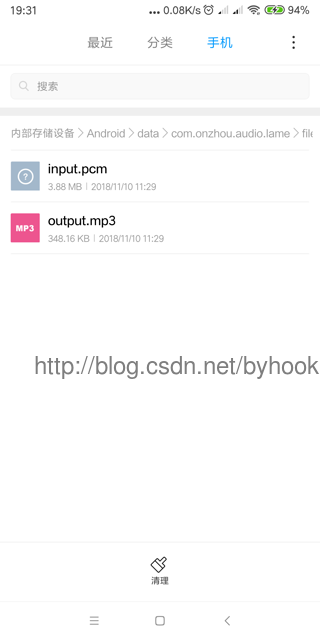 19:31 ... 0.08K/s 94%
最近 分类 手机
搜索
内部存储设备 > Android > data > com.onzhou.audio.lame > file
input.pcm
3.88 MB | 2018/11/10 11:29
MP3 output.mp3
348.16 KB | 2018/11/10 11:29
http://blog.csdn.net/byhook
清理